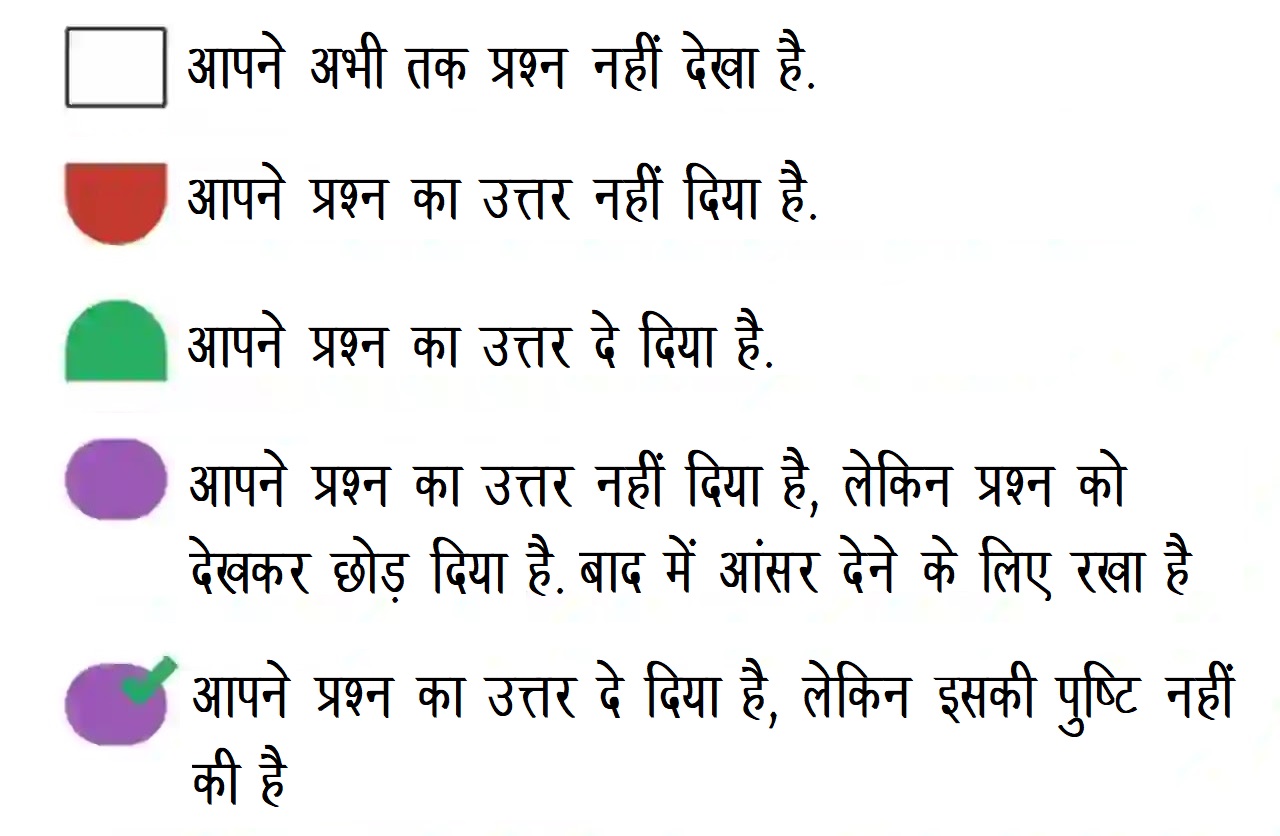 आपने अभी तक प्रश्न नहीं देखा है.
आपने प्रश्न का उत्तर नहीं दिया है.
आपने प्रश्न का उत्तर दे दिया है.
आपने प्रश्न का उत्तर नहीं दिया है, लेकिन प्रश्न को
देखकर छोड़ दिया है. बाद में आंसर देने के लिए रखा है
आपने प्रश्न का उत्तर दे दिया है, लेकिन इसकी पुष्टि नहीं
की है